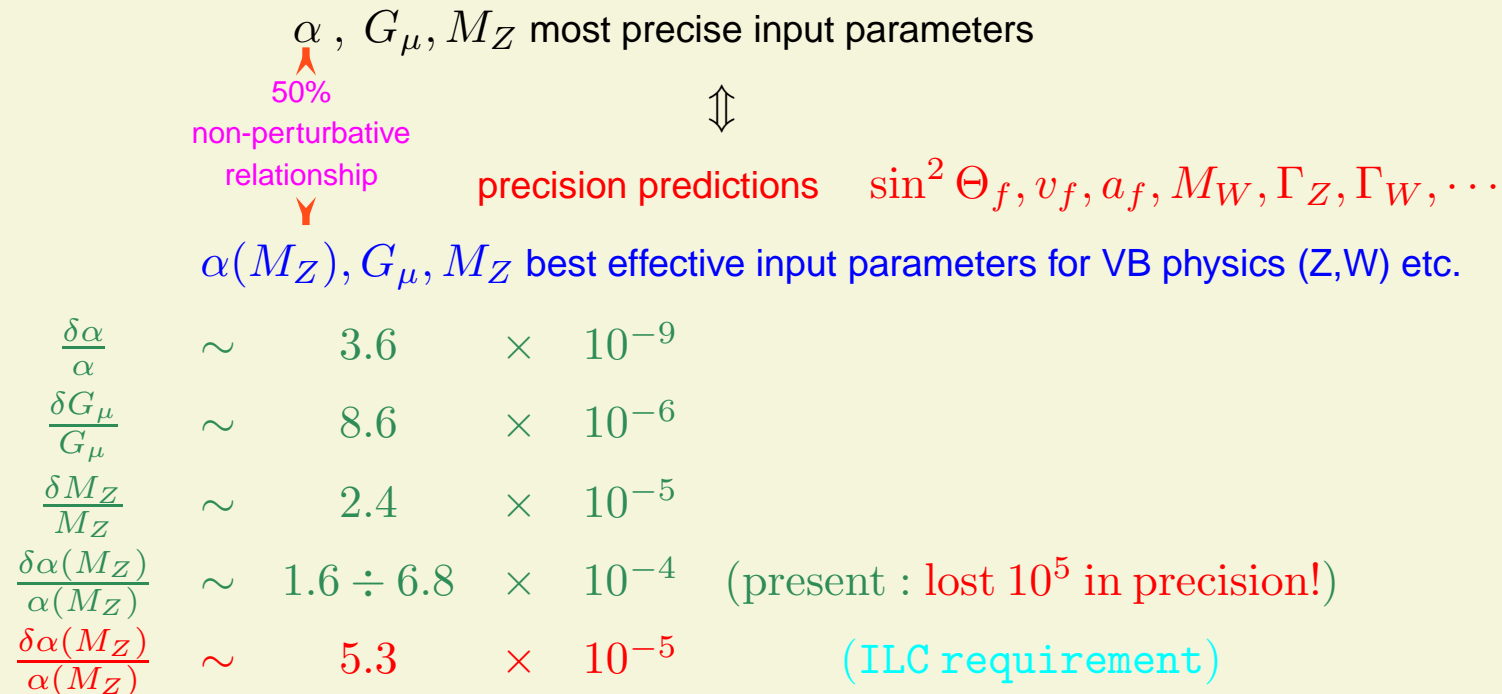 α , G_μ, M_Z most precise input parameters
50%
non-perturbative
relationship
⇕
precision predictions sin² Θ_f, v_f, a_f, M_W, Γ_Z, Γ_W, ···
α(M_Z), G_μ, M_Z best effective input parameters for VB physics (Z,W) etc.
δα/α ∼ 3.6 × 10⁻⁹
δG_μ/G_μ ∼ 8.6 × 10⁻⁶
δM_Z/M_Z ∼ 2.4 × 10⁻⁵
δα(M_Z)/α(M_Z) ∼ 1.6 ÷ 6.8 × 10⁻⁴ (present : lost 10⁵ in precision!)
δα(M_Z)/α(M_Z) ∼ 5.3 × 10⁻⁵ (ILC requirement)